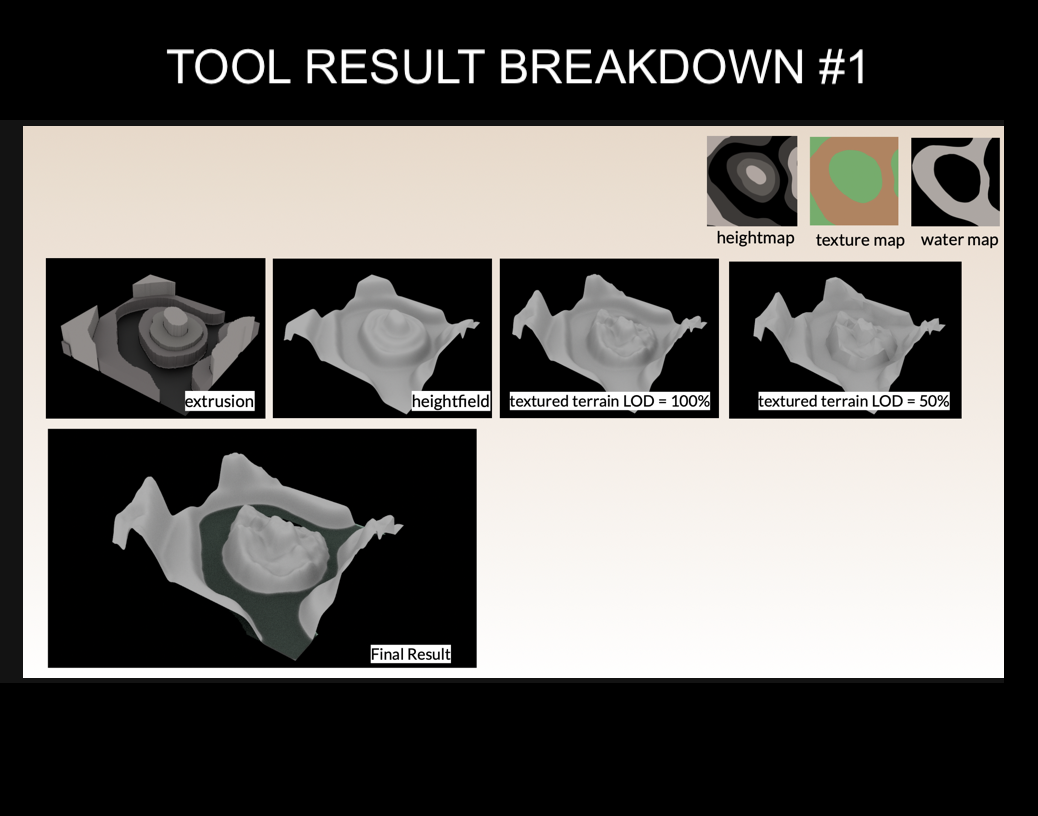 TOOL RESULT BREAKDOWN #1
heightmap
texture map
water map
extrusion
heightfield
textured terrain LOD = 100%
textured terrain LOD = 50%
Final Result